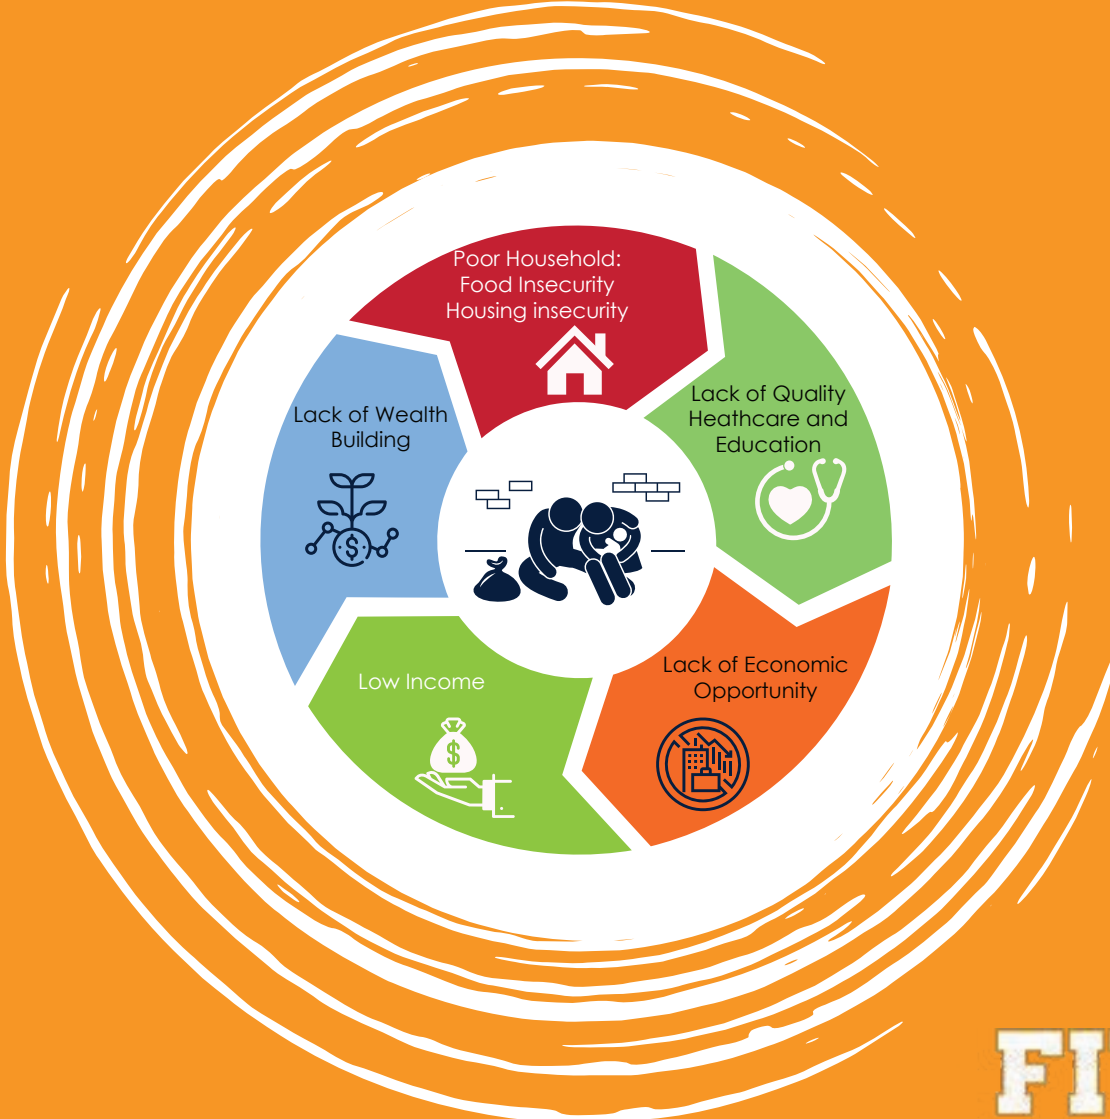 Poor Household:
Food Insecurity
Housing insecurity
Lack of Quality
Heathcare and
Education
Lack of Economic
Opportunity
Low Income
$
Lack of Wealth
Building
$
FI